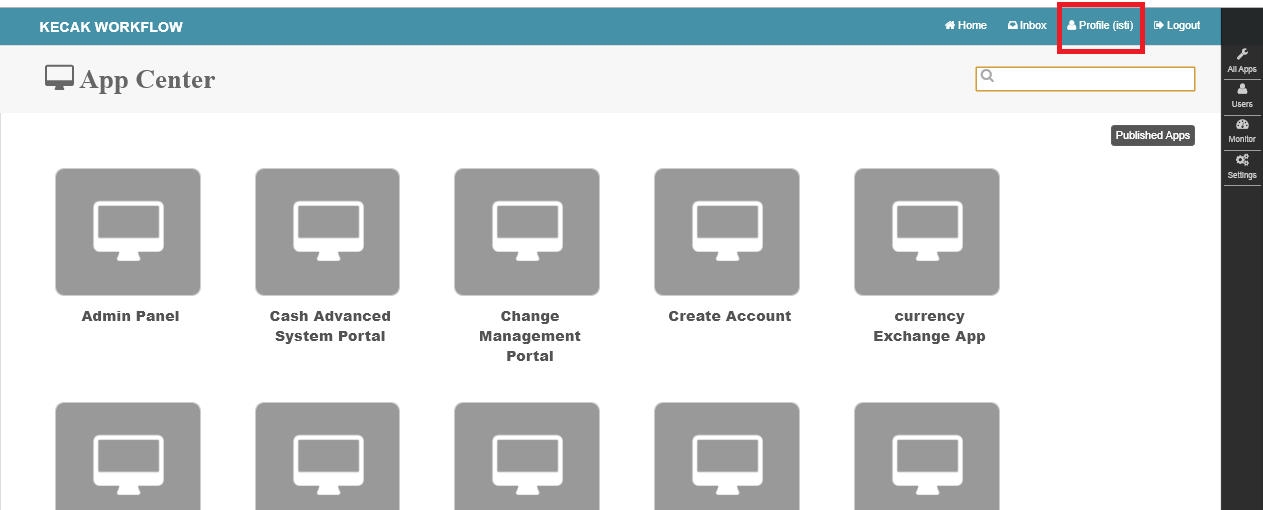 KECAK WORKFLOW
Home Inbox Profile (isti) Logout
App Center
All Apps
Users
Monitor
Settings
Published Apps
Admin Panel
Cash Advanced
System Portal
Change
Management
Portal
Create Account
currency
Exchange App